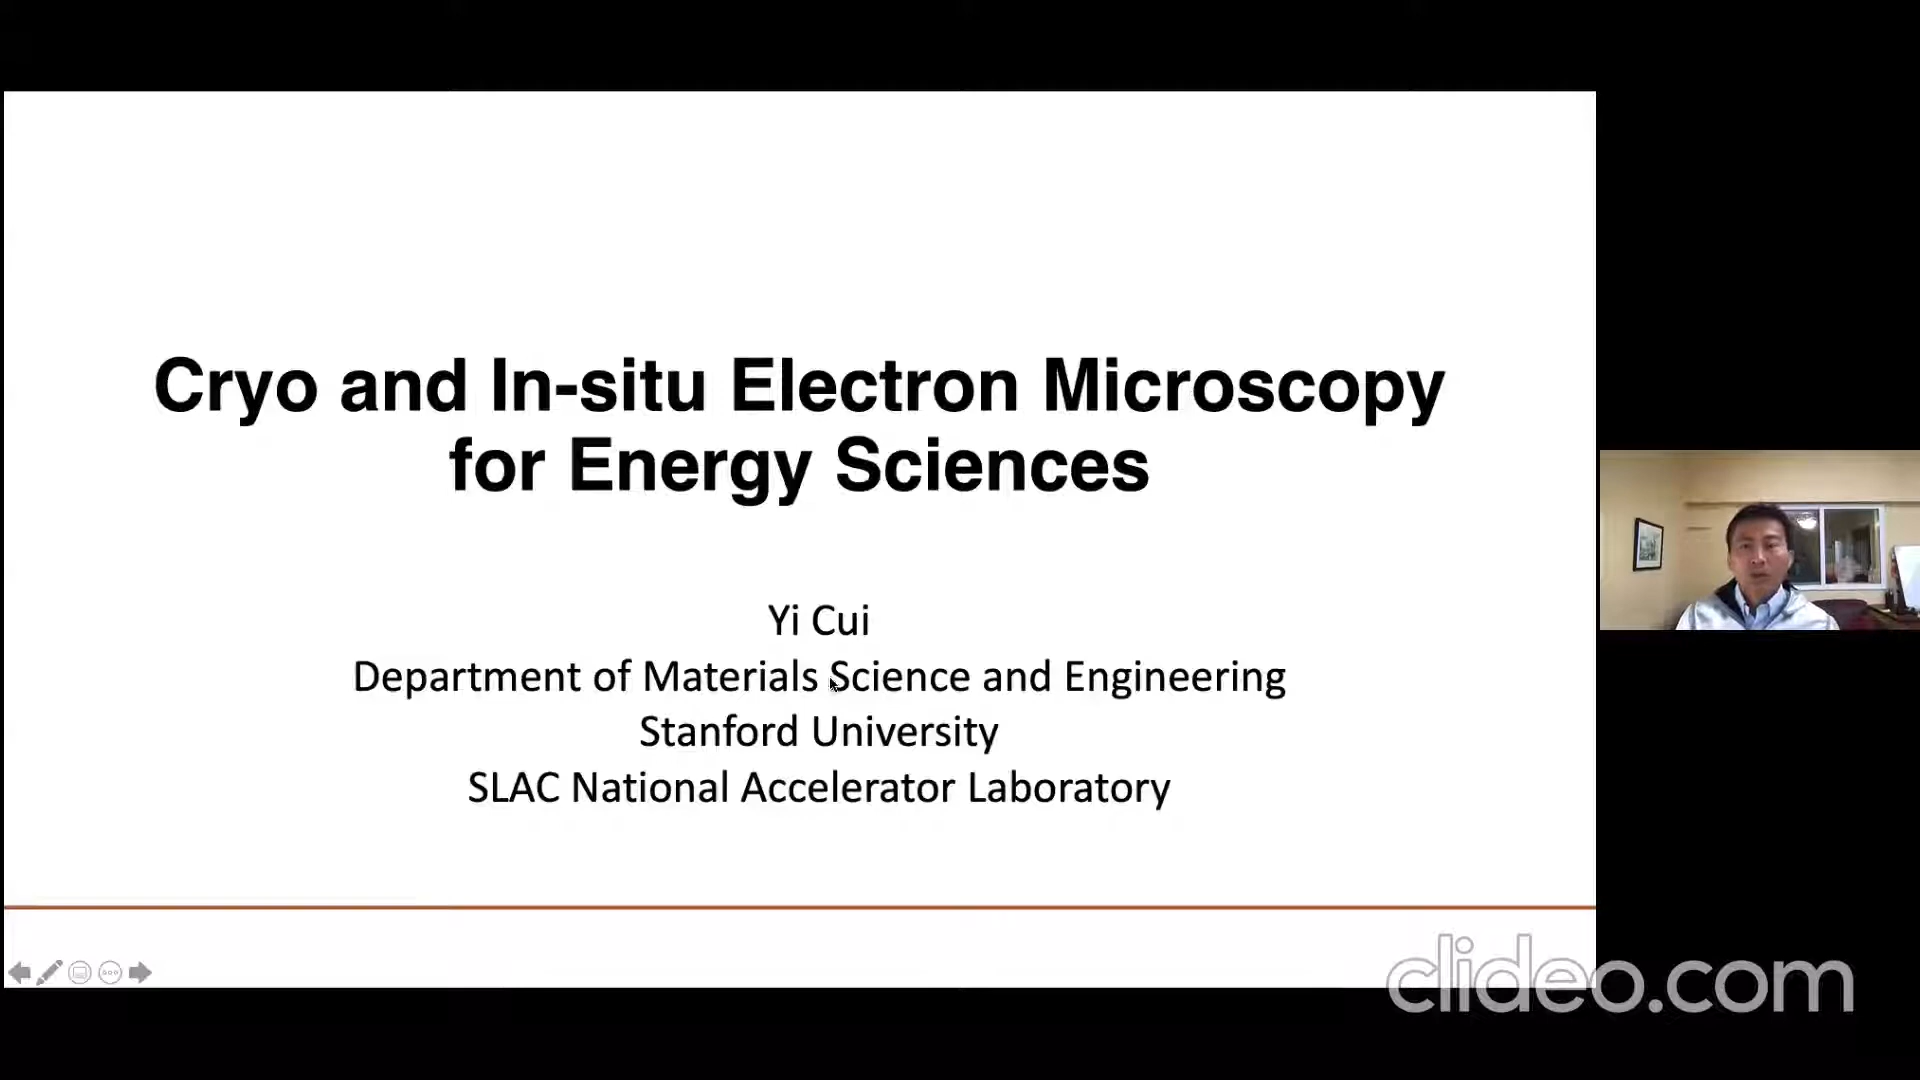 Cryo and In-situ Electron Microscopy
for Energy Sciences
Yi Cui
Department of Materials Science and Engineering
Stanford University
SLAC National Accelerator Laboratory
clideo.com